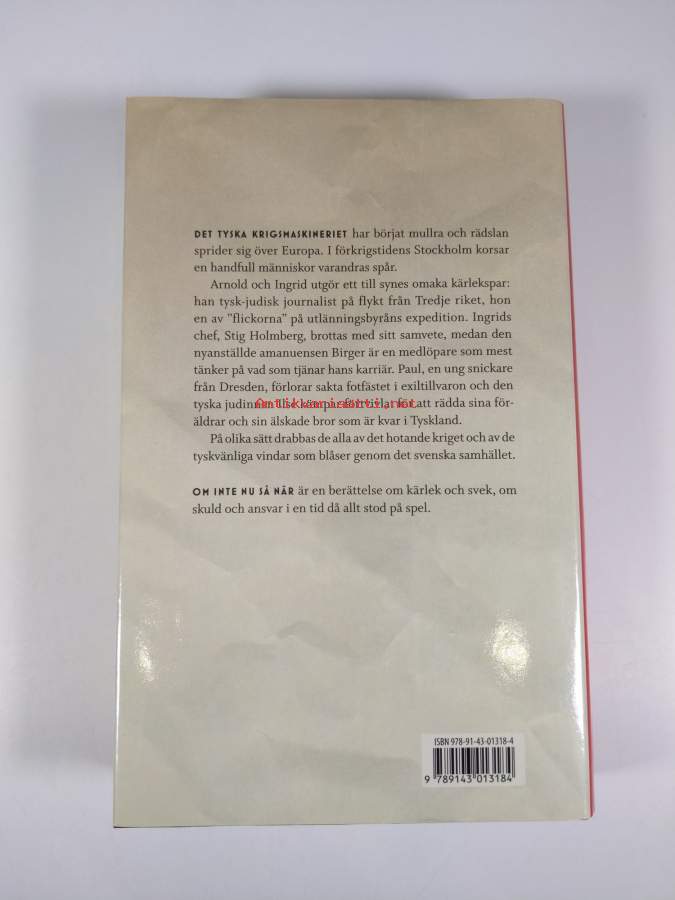 DET TYSKA KRIGSMASKINERIET har börjat mullra och rädslan
sprider sig över Europa. I förkrigstidens Stockholm korsar
en handfull människor varandras spår.
Arnold och Ingrid utgör ett till synes omaka kärlekspar:
han tysk-judisk journalist på flykt från Tredje riket, hon
en av ”flickorna” på utlänningsbyråns expedition. Ingrids
chef, Stig Holmberg, brottas med sitt samvete, medan den
nyanställde amanuensen Birger är en medlöpare som mest
tänker på vad som tjänar hans karriär. Paul, en ung snickare
från Dresden, förlorar sakta fotfästet i exiltillvaron och den
tyska judinnan Ilse kämpar förtvivlat för att rädda sina för-
äldrar och sin älskade bror som är kvar i Tyskland.
På olika sätt drabbas de alla av det hotande kriget och av de
tyskvänliga vindar som blåser genom det svenska samhället.
OM INTE NU SÅ NÄR är en berättelse om kärlek och svek, om
skuld och ansvar i en tid då allt stod på spel.
ISBN 978-91-43-01318-4
9 789143 013184